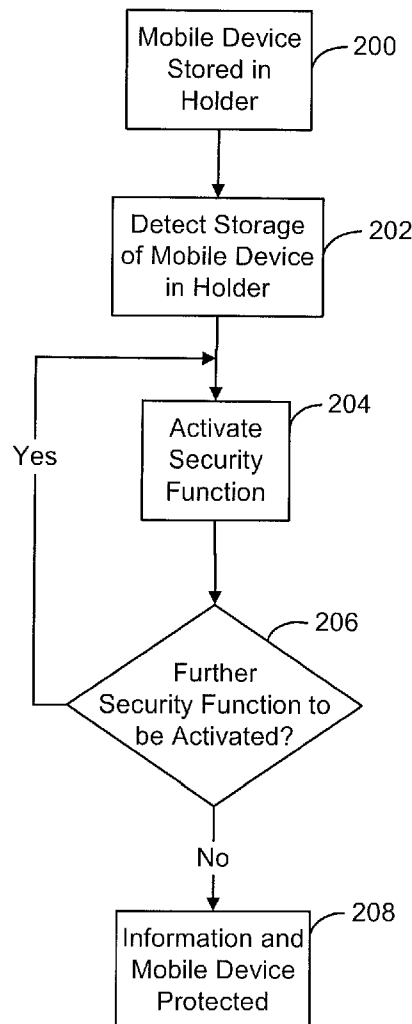 Mobile Device
Stored in
Holder
200
Detect Storage
of Mobile Device
in Holder
202
Activate
Security
Function
204
Yes
Further
Security Function to
be Activated?
206
No
Information and
Mobile Device
Protected
208